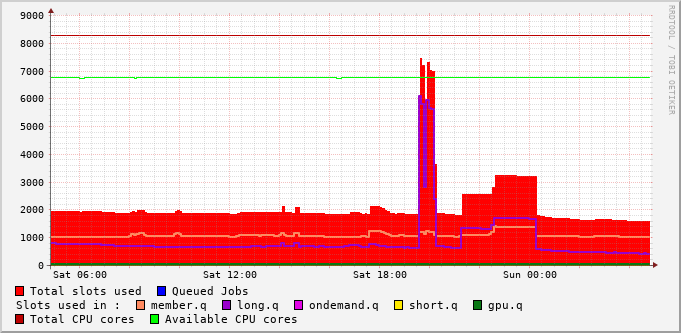 RRDTOOL / TOBI OETIKER
9000
8000
7000
6000
5000
4000
3000
2000
1000
0
Sat 06:00 Sat 12:00 Sat 18:00 Sun 00:00
Total slots used Queued Jobs
Slots used in : member.q long.q ondemand.q short.q gpu.q
Total CPU cores Available CPU cores